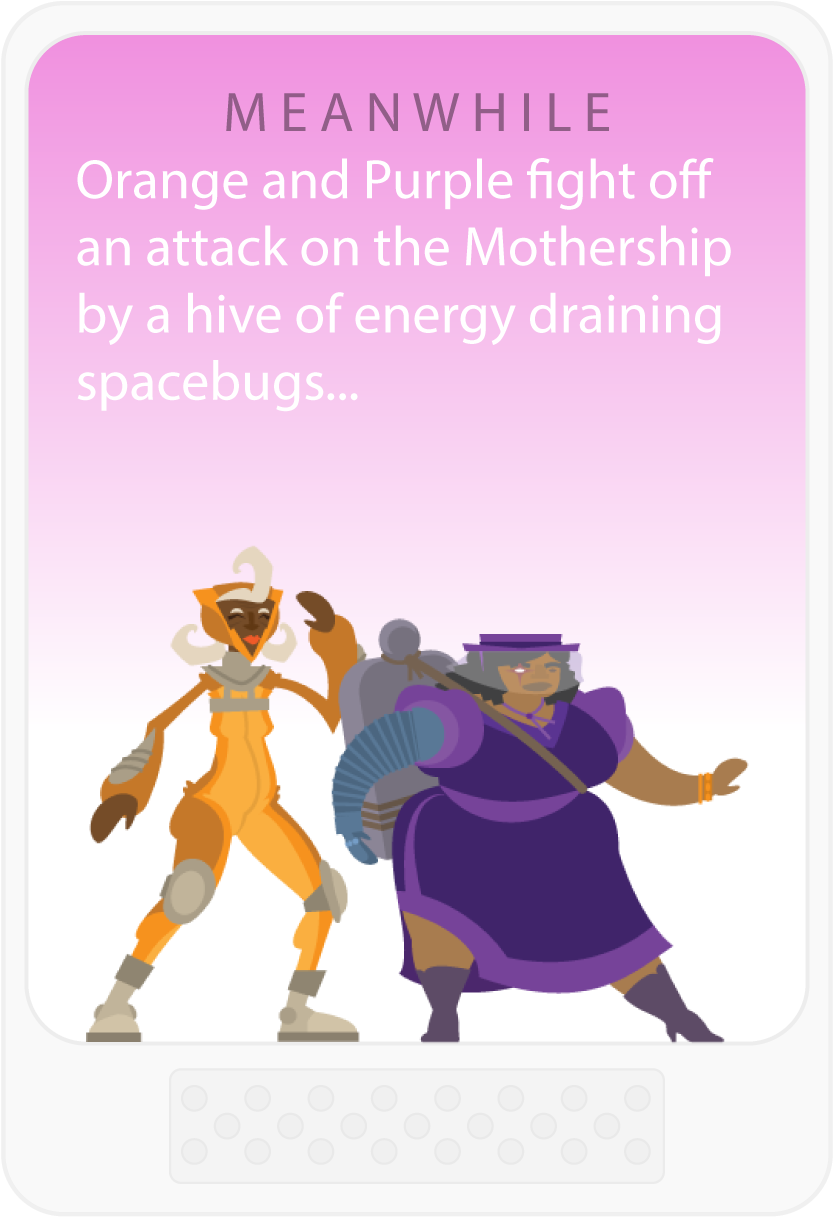 MEANWHILE
Orange and Purple fight off
an attack on the Mothership
by a hive of energy draining
spacebugs...